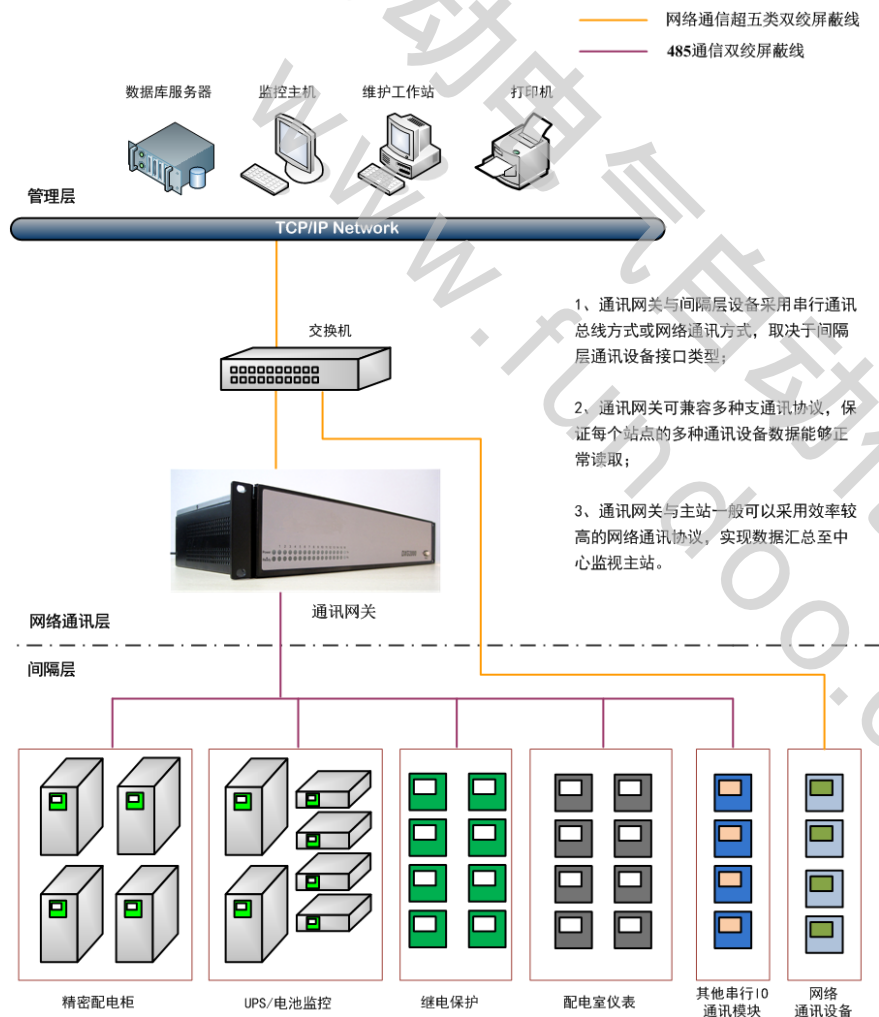 网络通信超五类双绞屏蔽线
485通信双绞屏蔽线
数据库服务器
监控主机
维护工作站
打印机
管理层
TCP/IP Network
交换机
1、通讯网关与间隔层设备采用串行通讯
总线方式或网络通讯方式，取决于间隔
层通讯设备接口类型；
2、通讯网关可兼容多种支通讯协议，保
证每个站点的多种通讯设备数据能够正
常读取；
3、通讯网关与主站一般可以采用效率较
高的网络通讯协议，实现数据汇总至中
心监视主站。
通讯网关
网络通讯层
间隔层
精密配电柜
UPS/电池监控
继电保护
配电室仪表
其他串行IO
通讯模块
网络
通讯设备
动电气自动化
www.fundoo.c